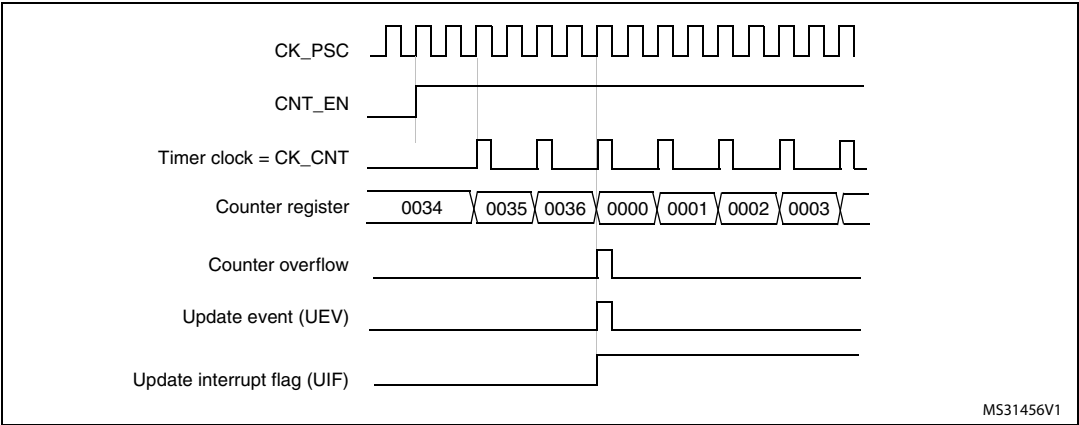 CK_PSC
CNT_EN
Timer clock = CK_CNT
Counter register 0034 0035 0036 0000 0001 0002 0003
Counter overflow
Update event (UEV)
Update interrupt flag (UIF)
MS31456V1